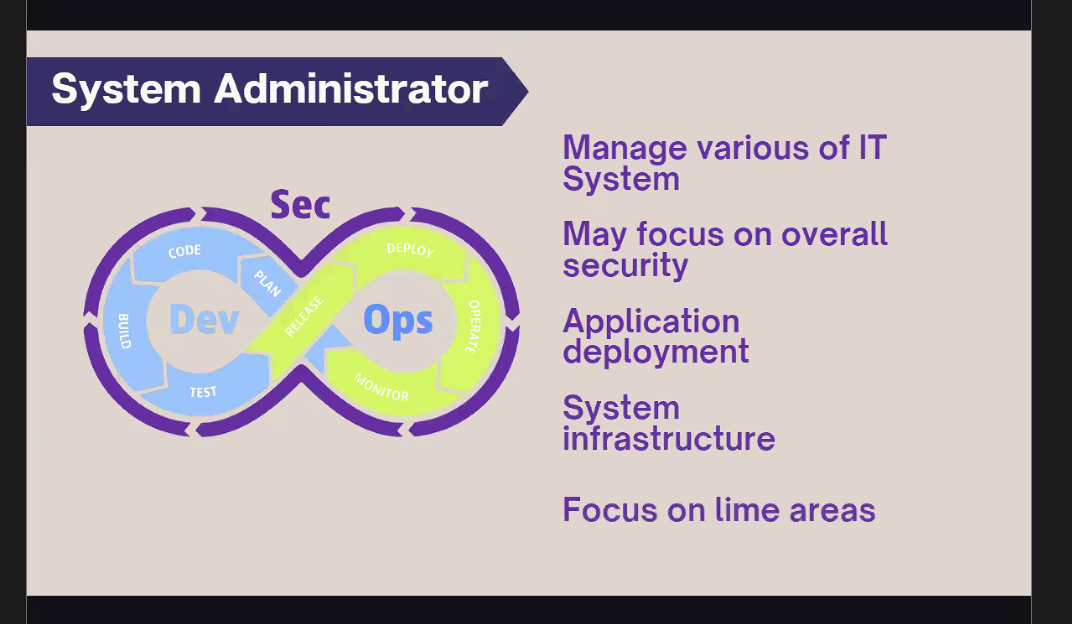 System Administrator
Sec
CODE
PLAN
DEPLOY
BUILD
Dev
RELEASE
Ops
OPERATE
TEST
MONITOR
Manage various of IT
System
May focus on overall
security
Application
deployment
System
infrastructure
Focus on lime areas